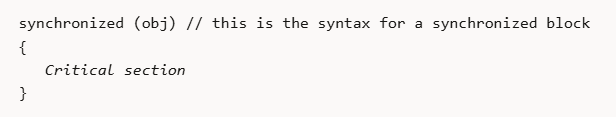 synchronized (obj) // this is the syntax for a synchronized block
{
Critical section
}